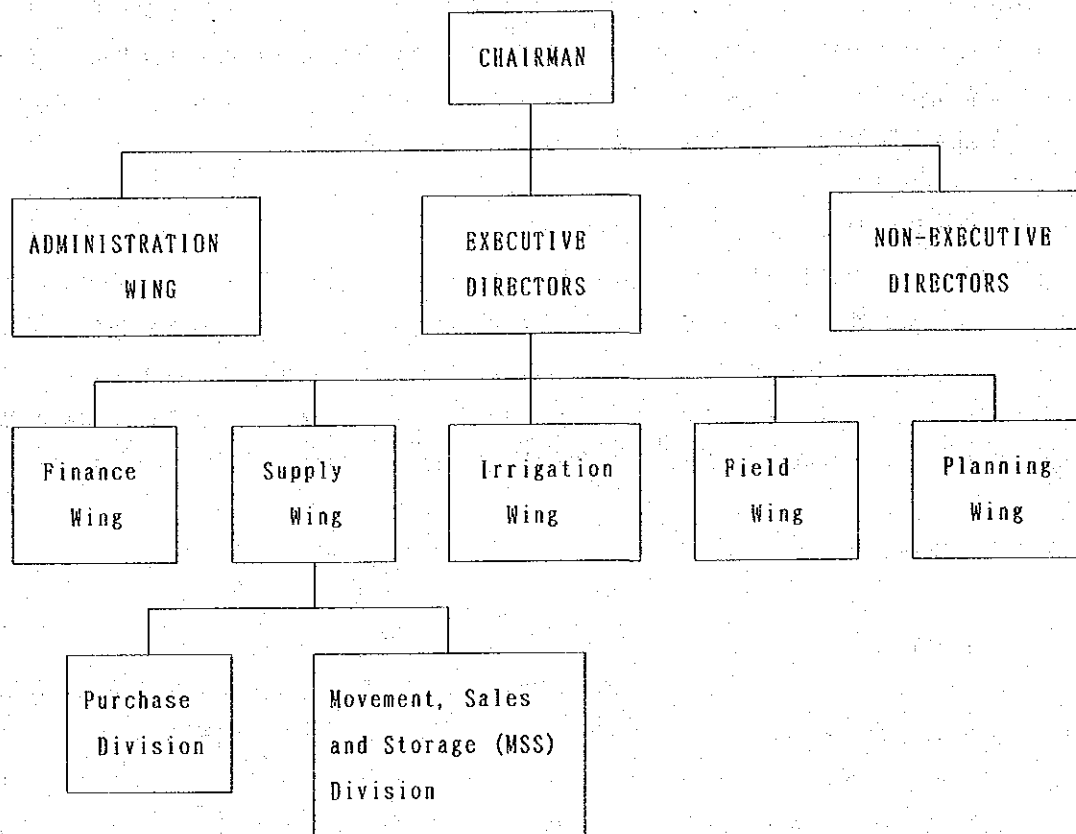 CHAIRMAN
ADMINISTRATION
WING
EXECUTIVE
DIRECTORS
NON-EXECUTIVE
DIRECTORS
Finance
Wing
Supply
Wing
Irrigation
Wing
Field
Wing
Planning
Wing
Purchase
Division
Movement, Sales
and Storage (MSS)
Division